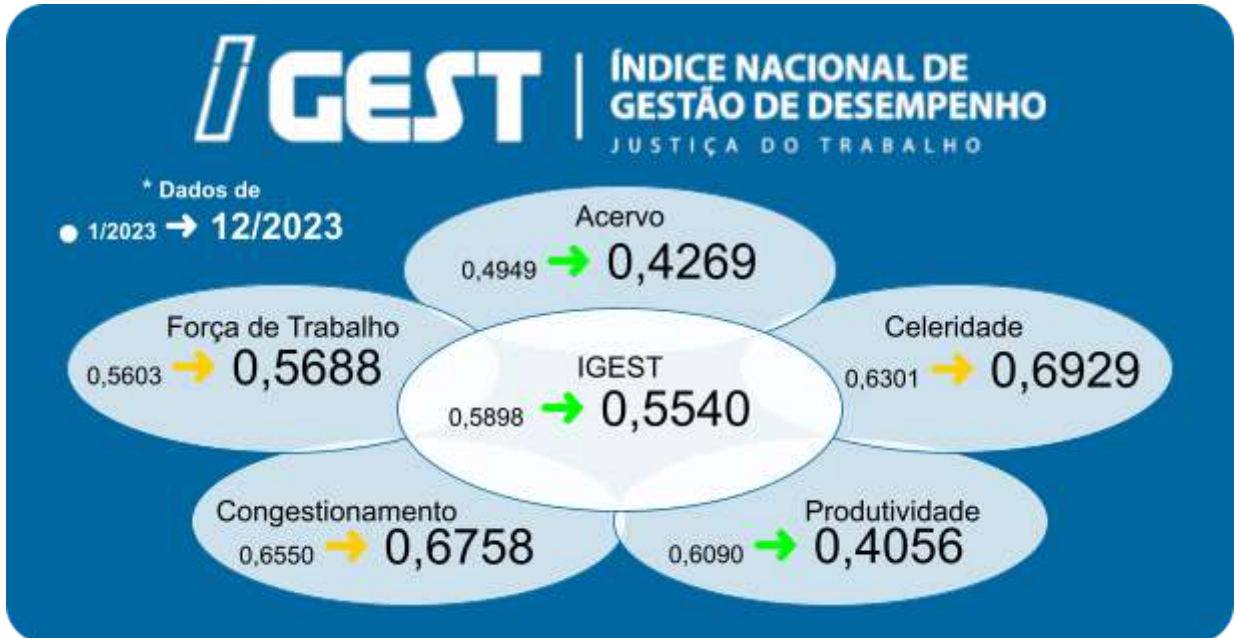 IGEST
ÍNDICE NACIONAL DE
GESTÃO DE DESEMPENHO
JUSTIÇA DO TRABALHO
* Dados de
1/2023 ➜ 12/2023
Acervo
0,4949 ➜ 0,4269
Força de Trabalho
0,5603 ➜ 0,5688
Celeridade
0,6301 ➜ 0,6929
IGEST
0,5898 ➜ 0,5540
Congestionamento
0,6550 ➜ 0,6758
Produtividade
0,6090 ➜ 0,4056